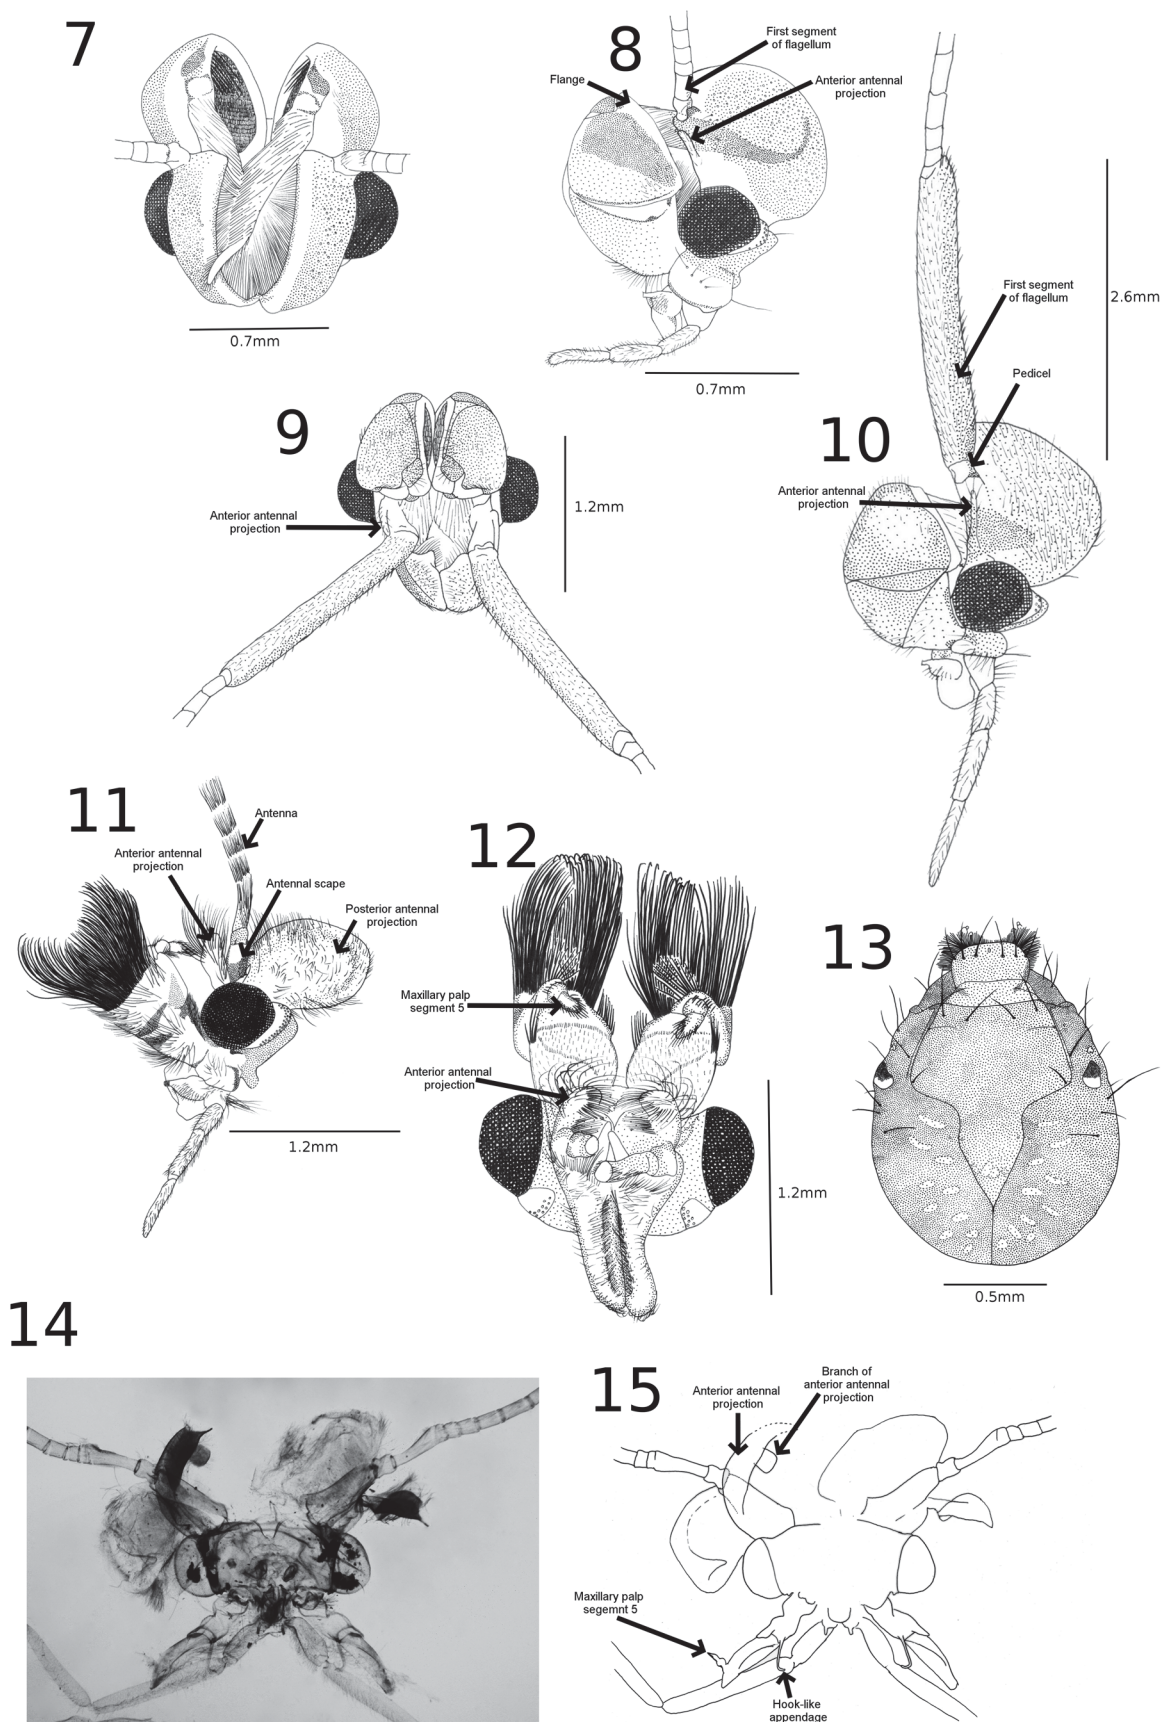 7
0.7mm
8
First segment
of flagellum
Flange
Anterior antennal
projection
0.7mm
9
Anterior antennal
projection
1.2mm
10
First segment
of flagellum
Pedicel
Anterior antennal
projection
2.6mm
11
Antenna
Anterior antennal
projection
Antennal scape
Posterior antennal
projection
1.2mm
12
Maxillary palp
segment 5
Anterior antennal
projection
1.2mm
13
0.5mm
14
15
Anterior antennal
projection
Branch of
anterior antennal
projection
Maxillary palp
segemnt 5
Hook-like
appendage